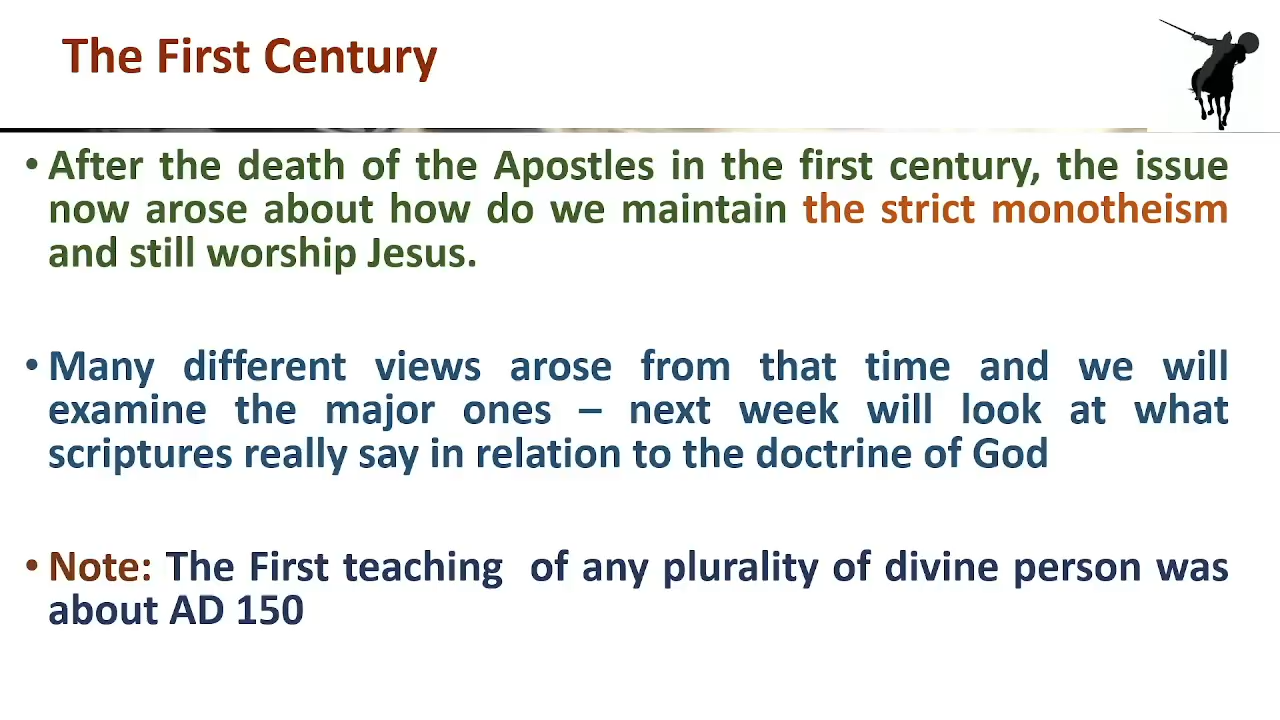 The First Century
• After the death of the Apostles in the first century, the issue
now arose about how do we maintain the strict monotheism
and still worship Jesus.
• Many different views arose from that time and we will
examine the major ones – next week will look at what
scriptures really say in relation to the doctrine of God
• Note: The First teaching  of any plurality of divine person was
about AD 150